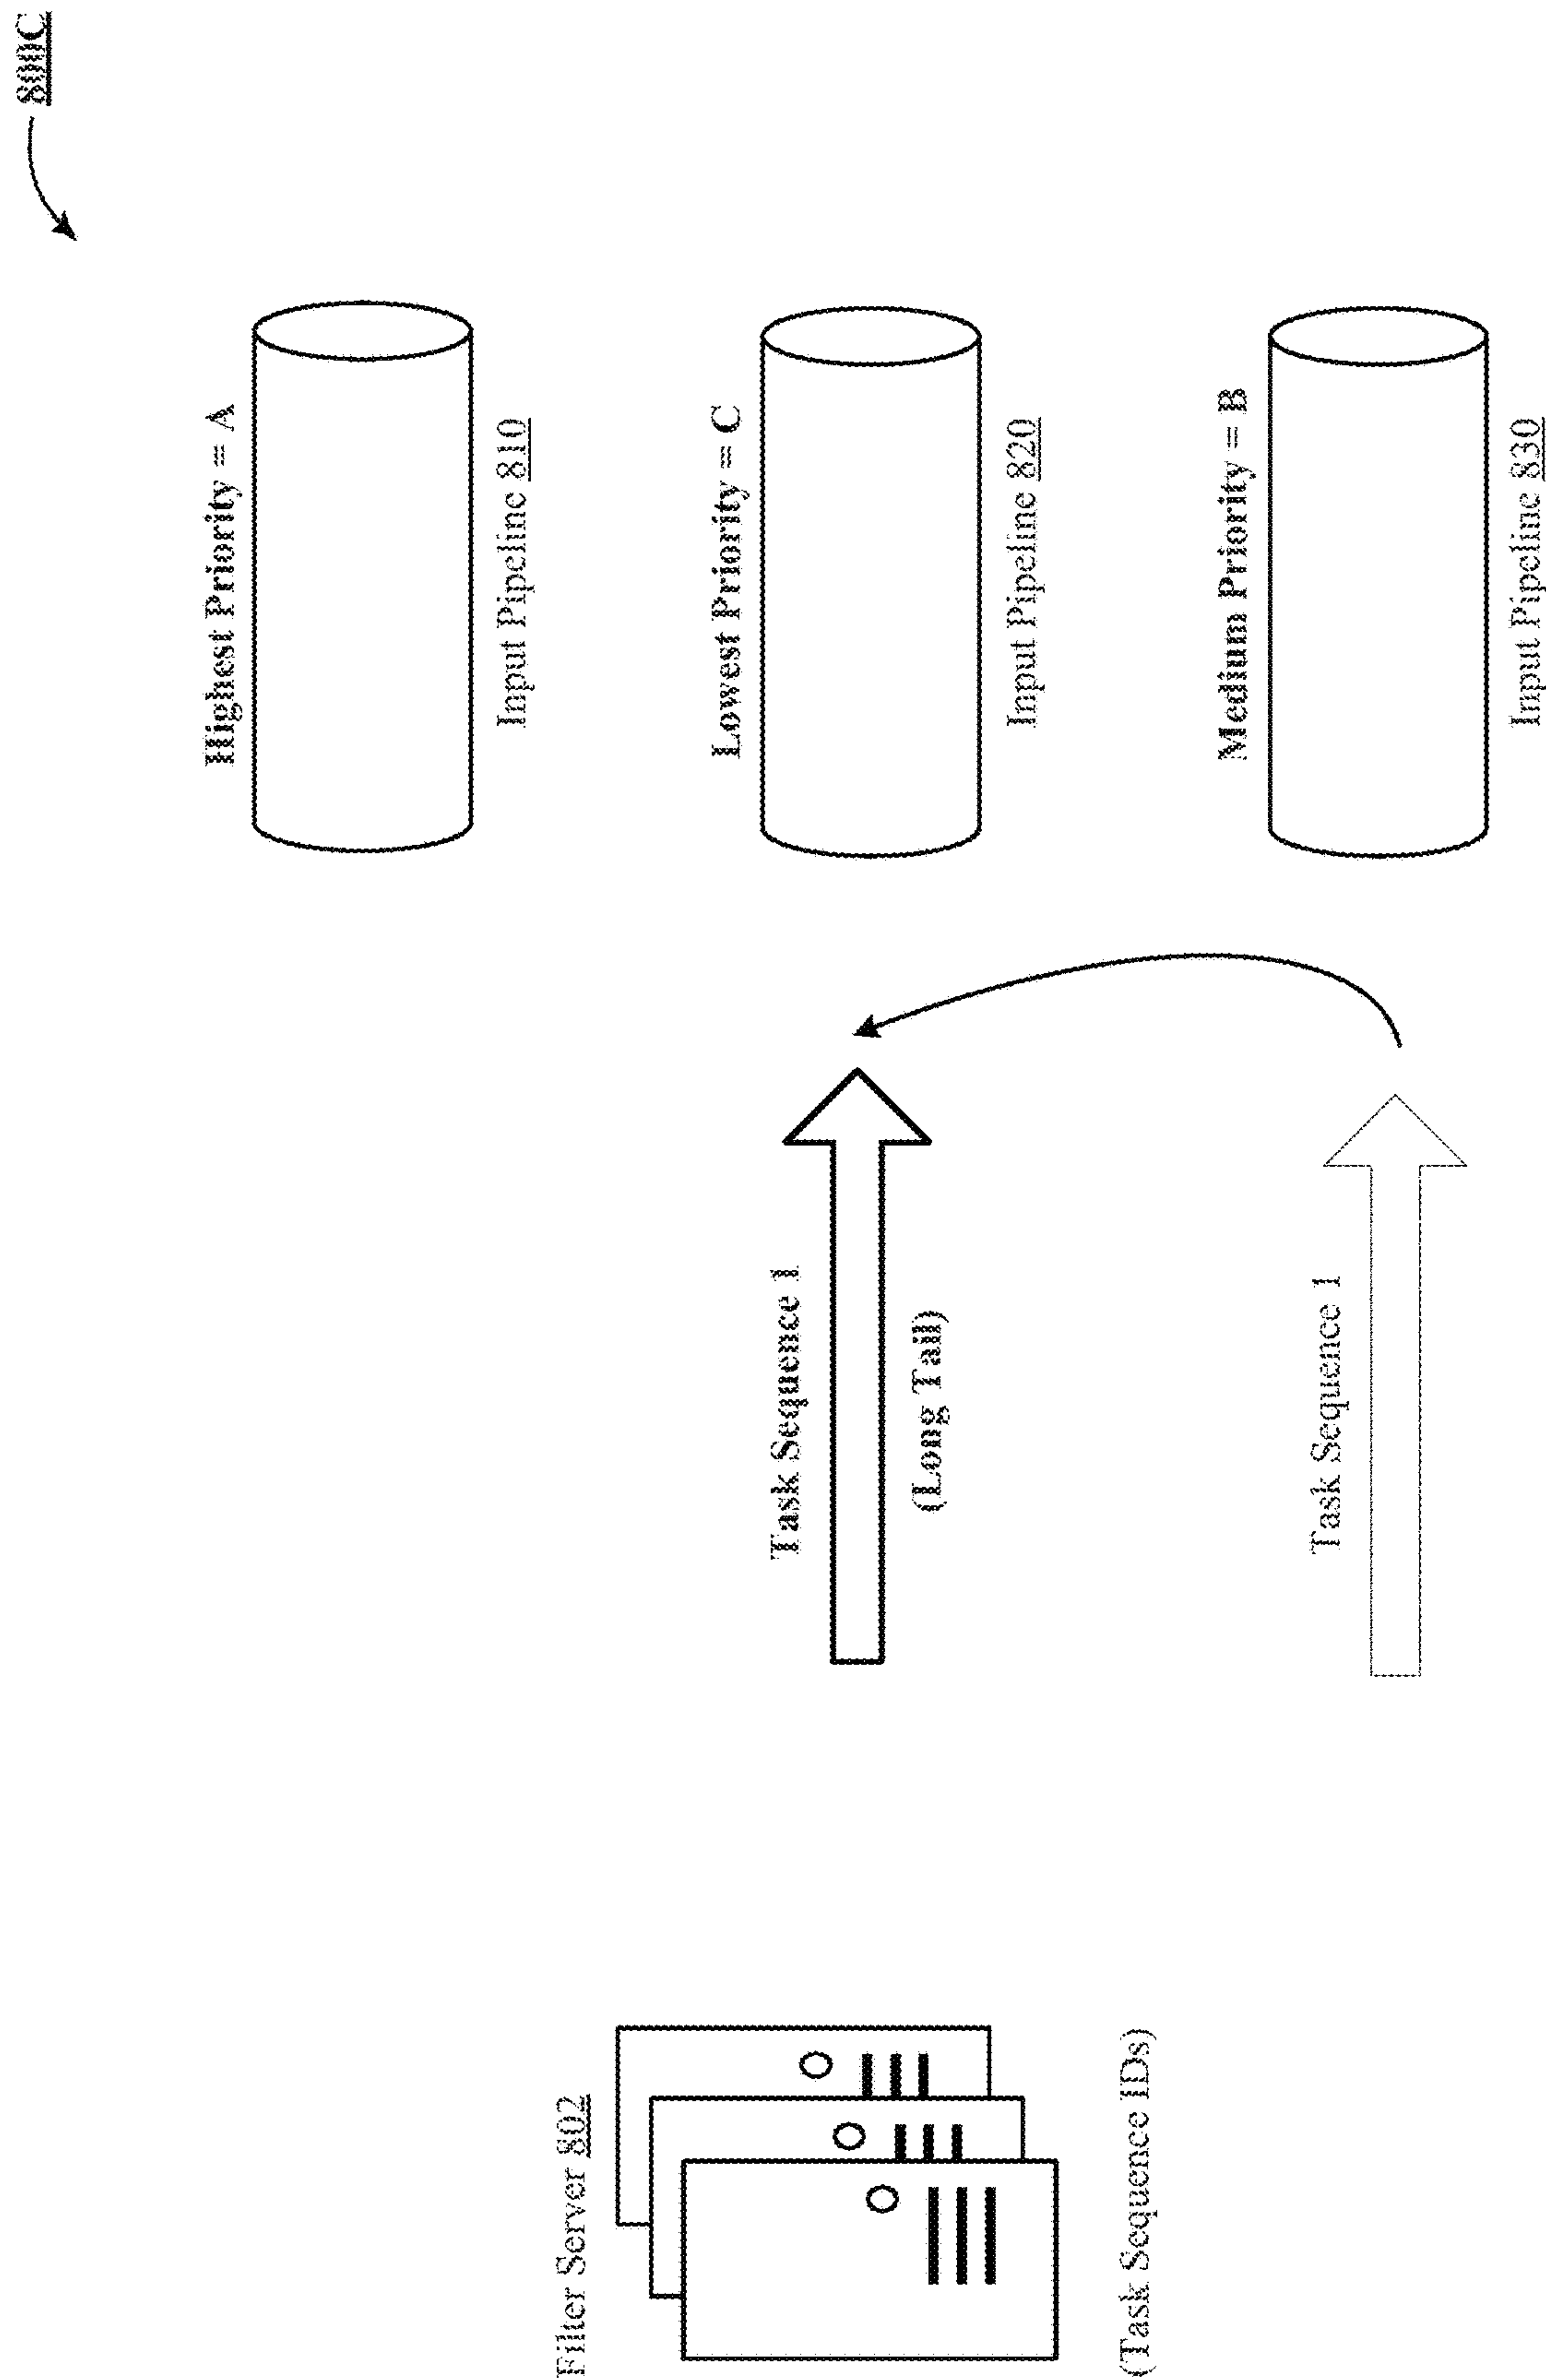 800C
Filter Server 802
(Task Sequence IDs)
Task Sequence 1
(Long Tail)
Task Sequence 1
Highest Priority = A
Input Pipeline 810
Lowest Priority = C
Input Pipeline 820
Medium Priority = B
Input Pipeline 830